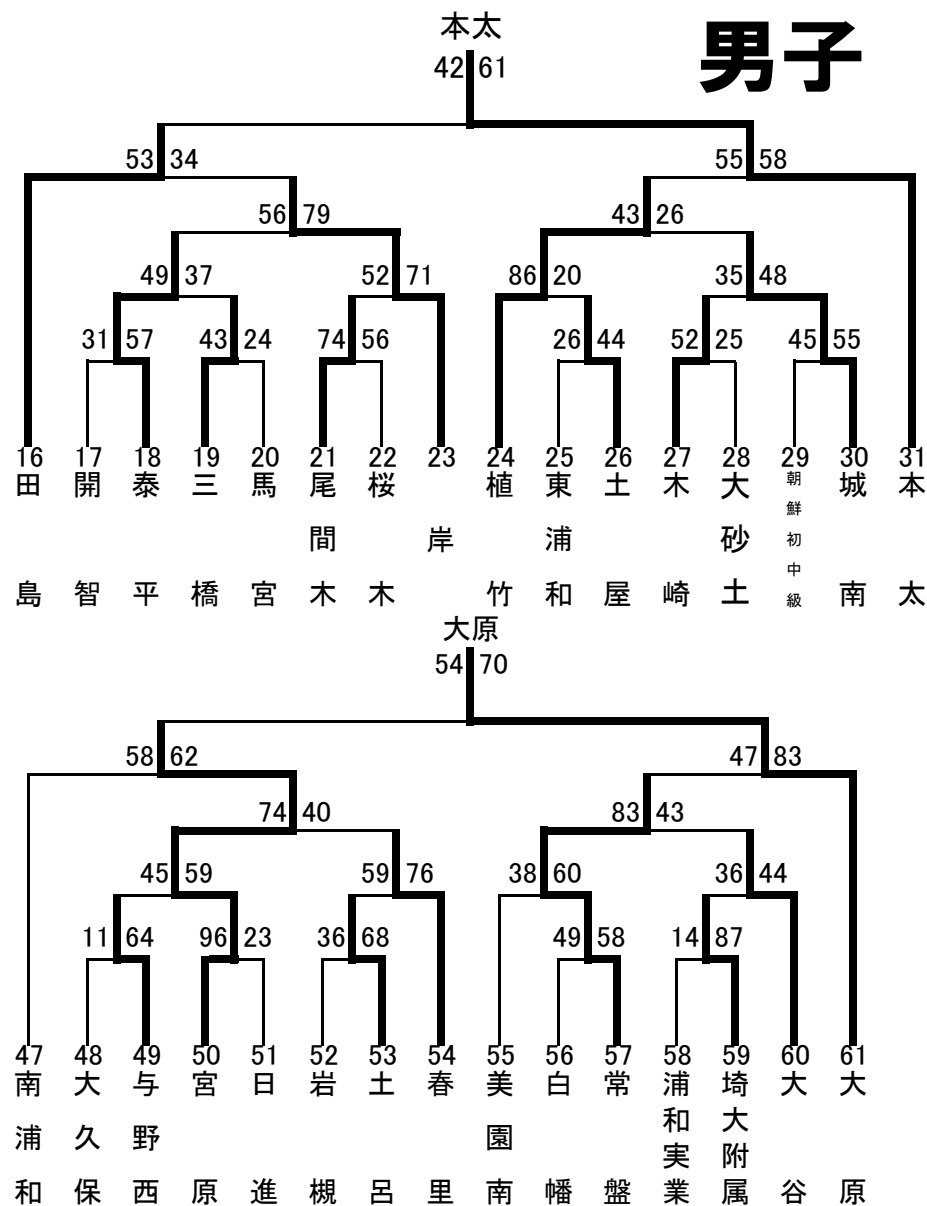 男子
本太
42 61
53 34
55 58
56 79
43 26
49 37
52 71
86 20
35 48
31 57
43 24
74 56
26 44
52 25
45 55
16 田島
17 開智
18 泰平
19 三橋
20 馬宮
21 尾間木
22 桜木
23 岸
24 植竹
25 東浦和
26 土屋
27 木崎
28 大砂土
29 朝鮮初中級
30 城南
31 本太
大原
54 70
58 62
47 83
74 40
83 43
45 59
59 76
38 60
36 44
11 64
96 23
36 68
49 58
14 87
47 南浦和
48 大久保
49 与野西
50 宮原
51 日進
52 岩槻
53 土呂
54 春里
55 美園南
56 白幡
57 常盤
58 浦和実業
59 埼大附属
60 大谷
61 大原